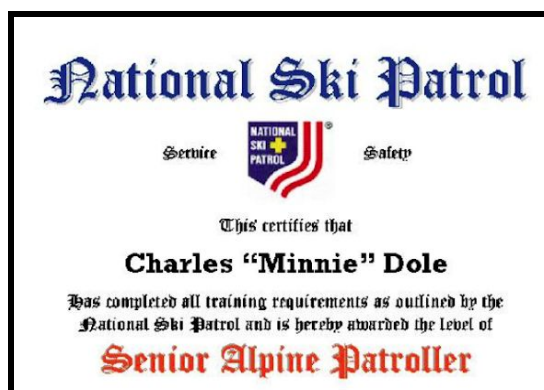 National Ski Patrol
Service
NATIONAL
SKI
PATROL
®
Safety
This certifies that
Charles “Minnie” Dole
Has completed all training requirements as outlined by the
National Ski Patrol and is hereby awarded the level of
Senior Alpine Patroller